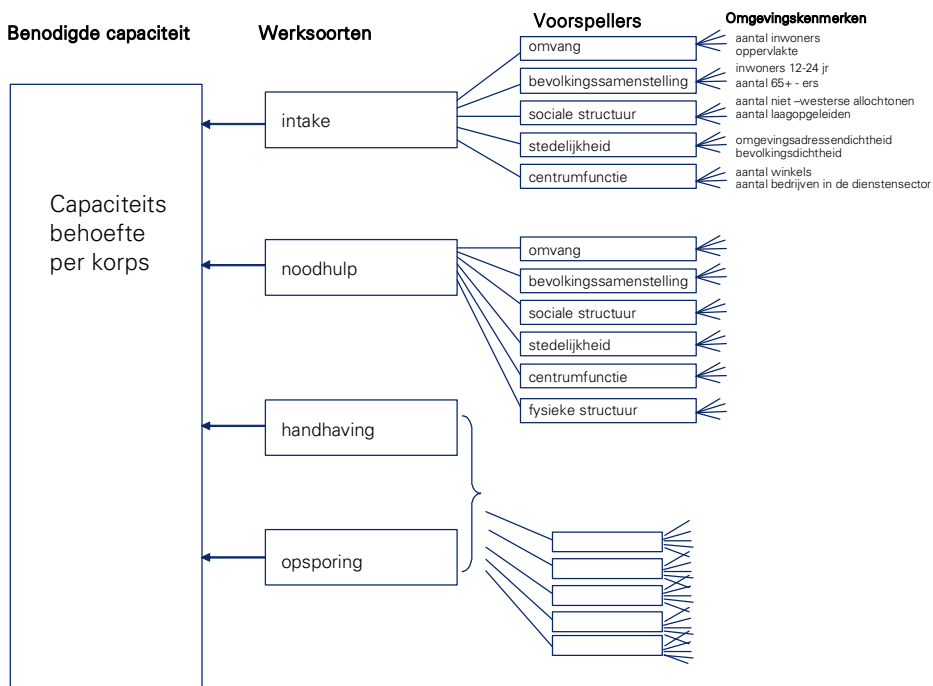 Benodigde capaciteit
Werksoorten
Voorspellers
Omgevingskenmerken
Capaciteits
behoefte
per korps
intake
omvang
bevolkingssamenstelling
sociale structuur
stedelijkheid
centrumfunctie
aantal inwoners
oppervlakte
inwoners 12-24 jr
aantal 65+ - ers
aantal niet –westerse allochtonen
aantal laagopgeleiden
omgevingsadressendichtheid
bevolkingsdichtheid
aantal winkels
aantal bedrijven in de dienstensector
noodhulp
omvang
bevolkingssamenstelling
sociale structuur
stedelijkheid
centrumfunctie
fysieke structuur
handhaving
opsporing